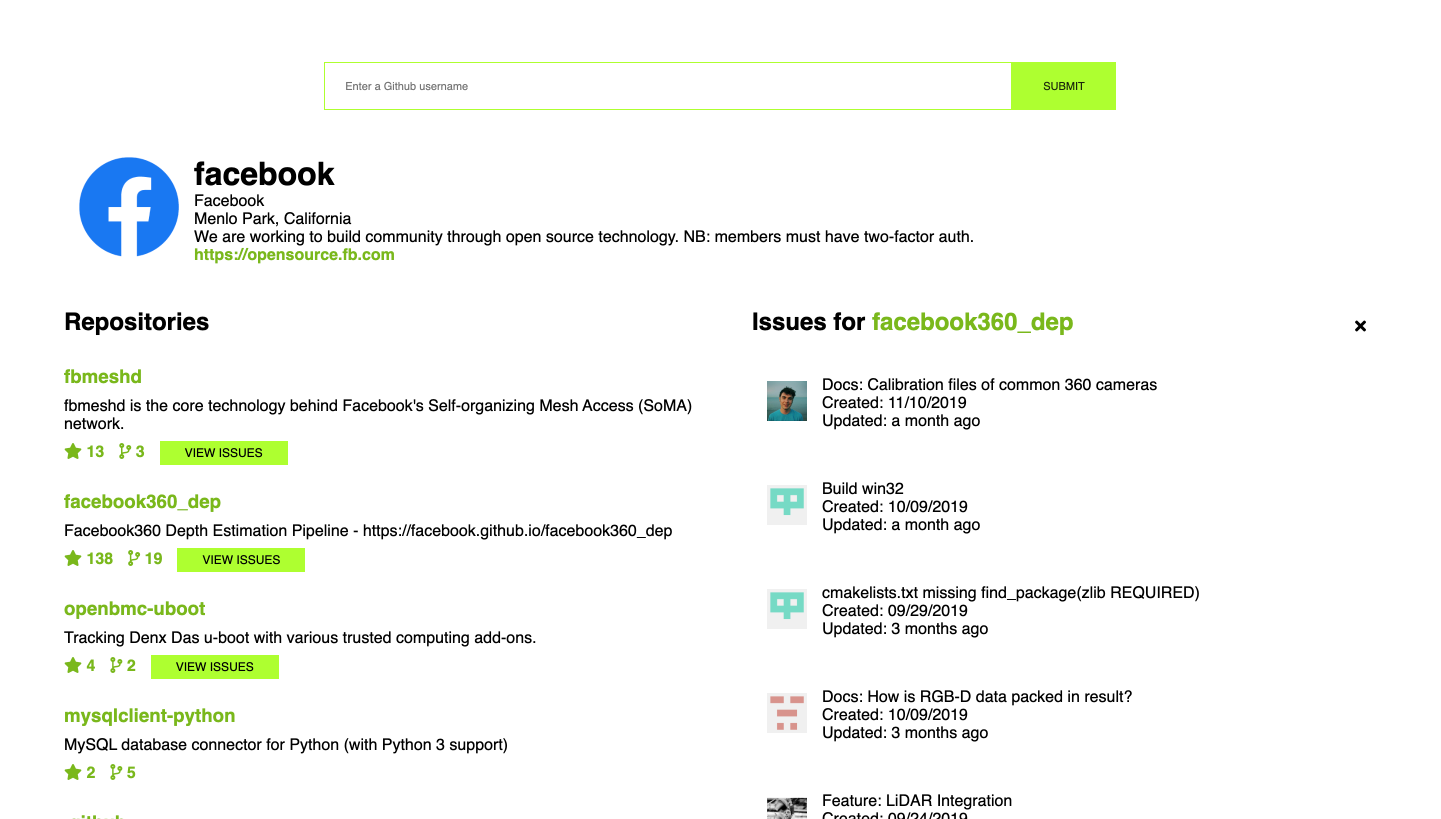 Enter a Github username
SUBMIT
facebook
Facebook
Menlo Park, California
We are working to build community through open source technology. NB: members must have two-factor auth.
https://opensource.fb.com
Repositories
fbmeshd
fbmeshd is the core technology behind Facebook's Self-organizing Mesh Access (SoMA)
network.
13 3 VIEW ISSUES
facebook360_dep
Facebook360 Depth Estimation Pipeline - https://facebook.github.io/facebook360_dep
138 19 VIEW ISSUES
openbmc-uboot
Tracking Denx Das u-boot with various trusted computing add-ons.
4 2 VIEW ISSUES
mysqlclient-python
MySQL database connector for Python (with Python 3 support)
2 5
.github
Issues for facebook360_dep
Docs: Calibration files of common 360 cameras
Created: 11/10/2019
Updated: a month ago
Build win32
Created: 10/09/2019
Updated: a month ago
cmakelists.txt missing find_package(zlib REQUIRED)
Created: 09/29/2019
Updated: 3 months ago
Docs: How is RGB-D data packed in result?
Created: 10/09/2019
Updated: 3 months ago
Feature: LiDAR Integration
Created: 09/24/2019